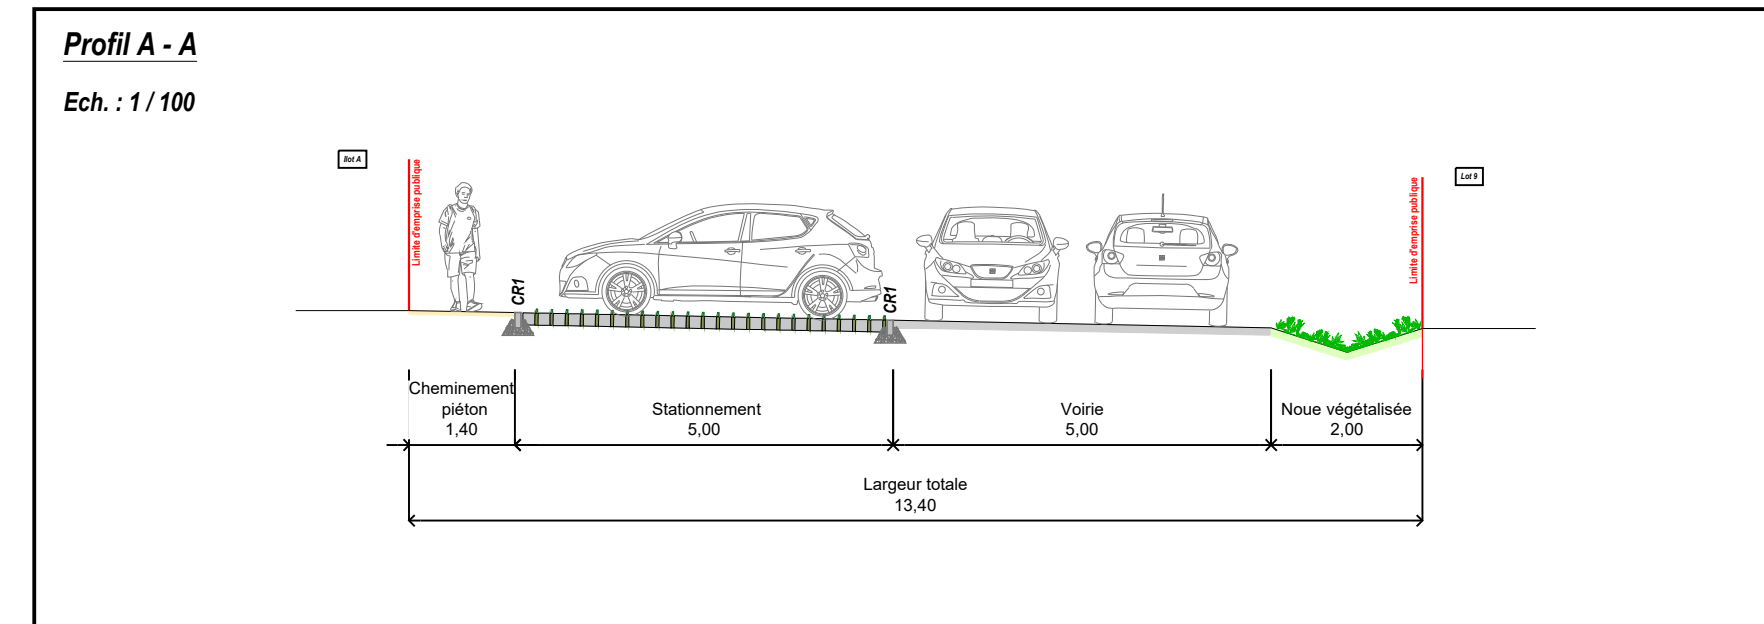 Profil A - A
Ech. : 1 / 100
Ilot A
Limite d'emprise publique
CR1
CR1
Limite d'emprise publique
Lot 9
Cheminement
piéton
1,40
Stationnement
5,00
Voirie
5,00
Noue végétalisée
2,00
Largeur totale
13,40